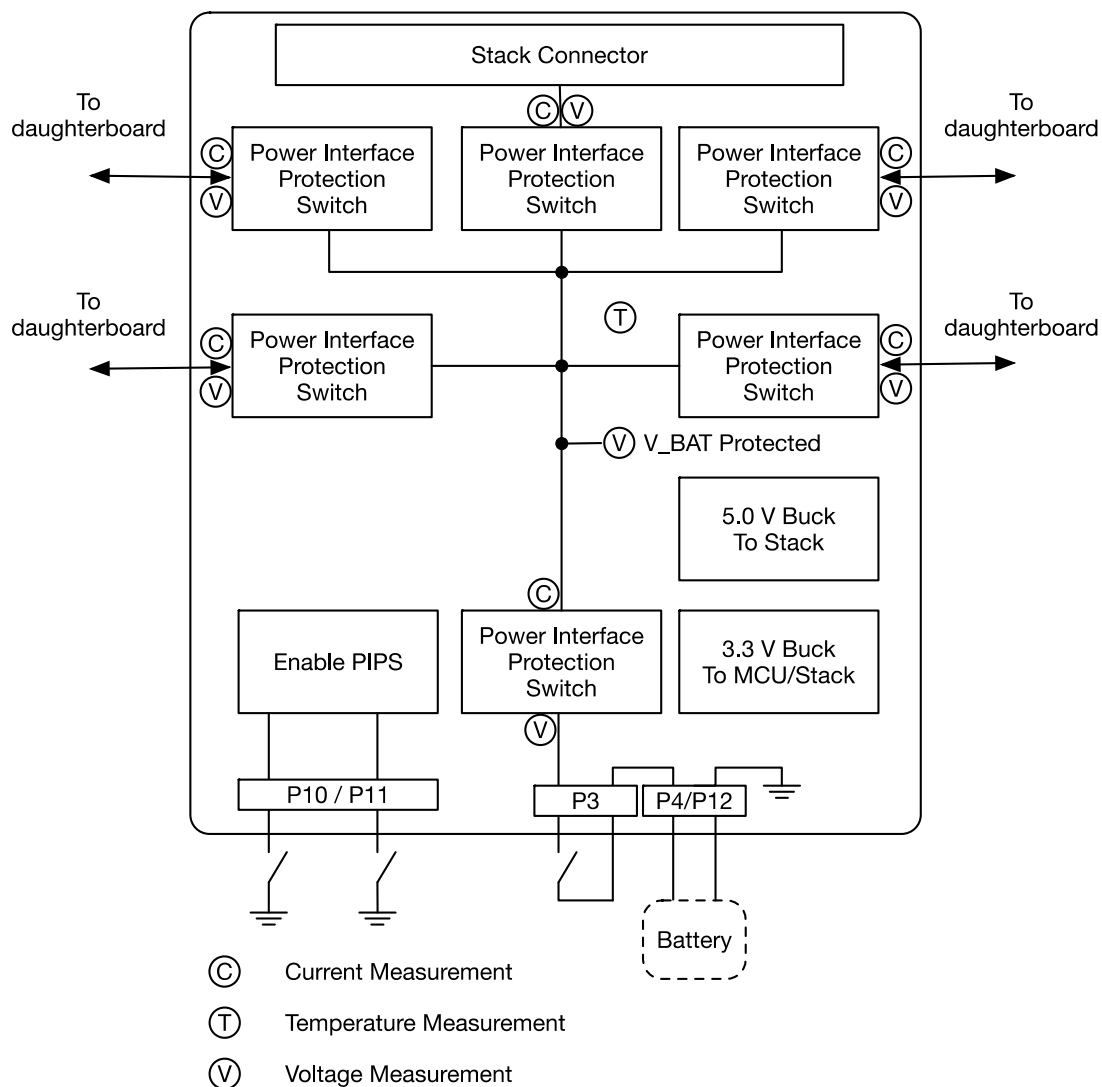 Stack Connector
C V
To
daughterboard
To
daughterboard
C
V
Power Interface
Protection
Switch
Power Interface
Protection
Switch
Power Interface
Protection
Switch
C
V
To
daughterboard
To
daughterboard
T
C
V
Power Interface
Protection
Switch
Power Interface
Protection
Switch
C
V
V V_BAT Protected
5.0 V Buck
To Stack
C
Enable PIPS
Power Interface
Protection
Switch
3.3 V Buck
To MCU/Stack
V
P10 / P11
P3
P4/P12
Battery
C Current Measurement
T Temperature Measurement
V Voltage Measurement